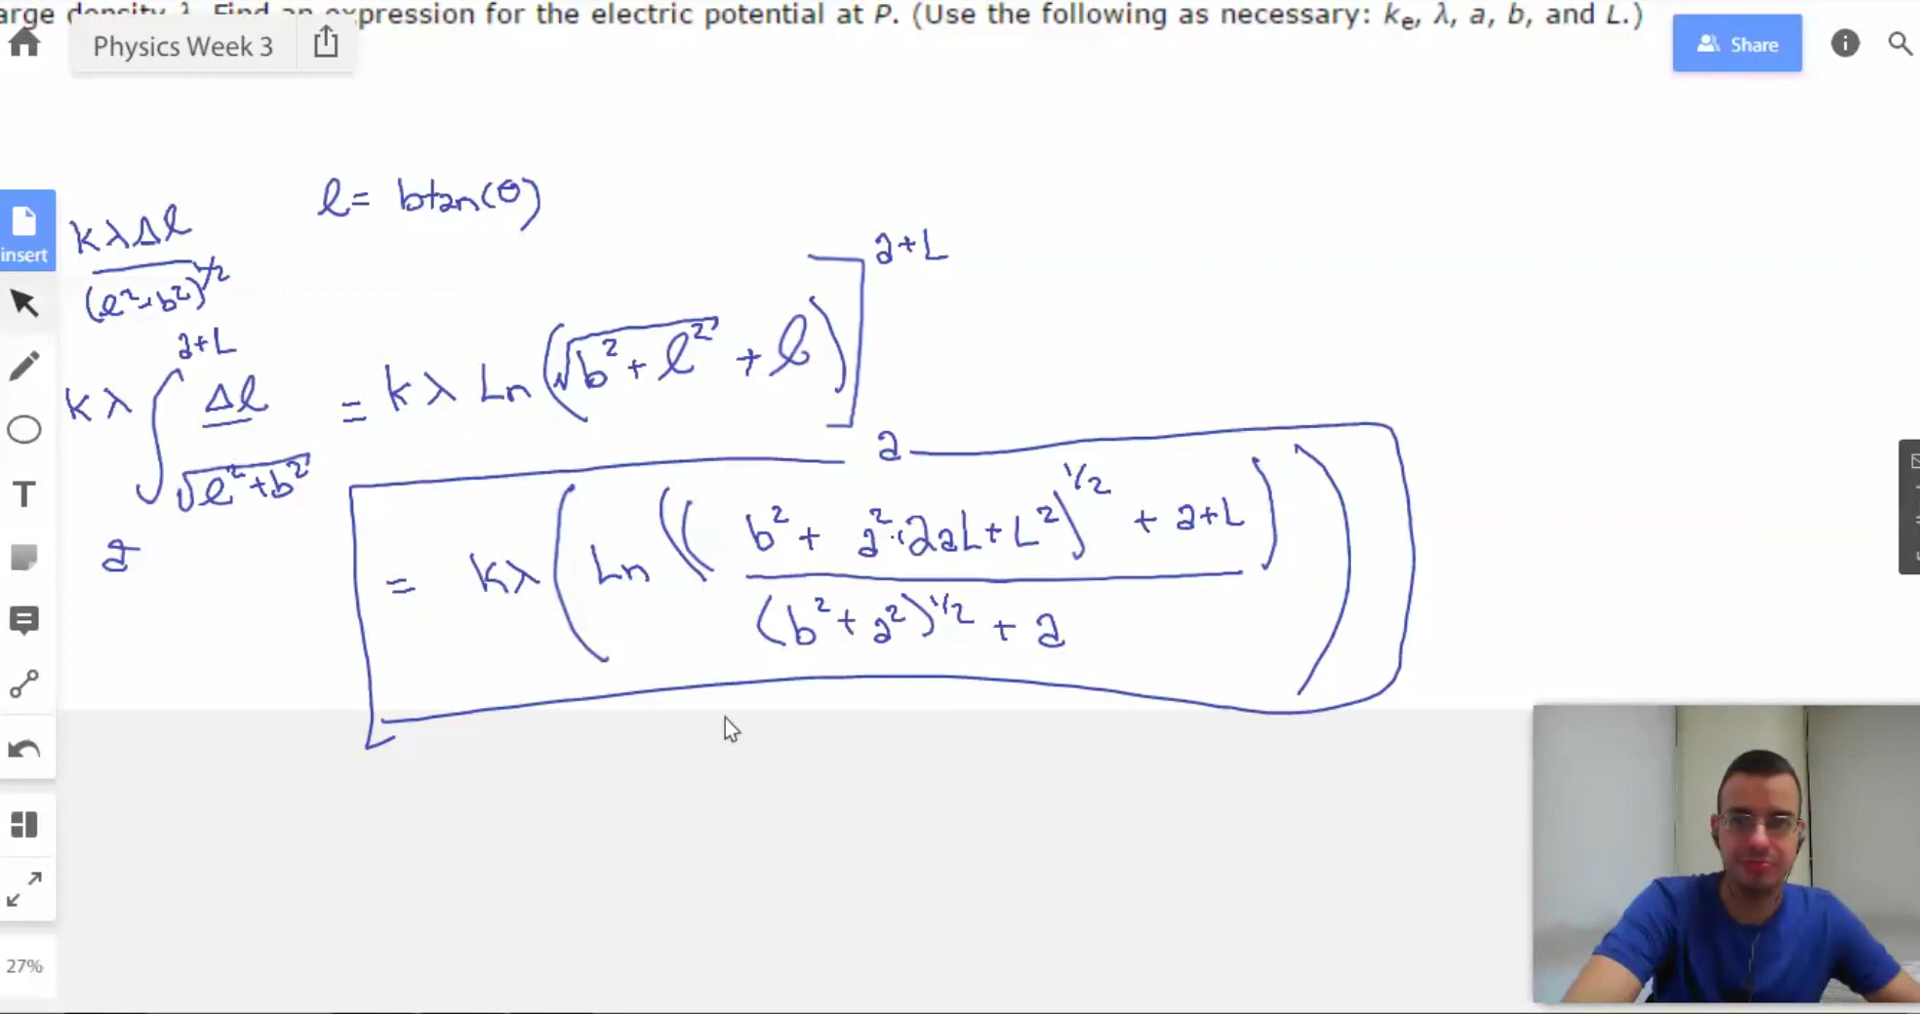 arge density λ. Find an expression for the electric potential at P. (Use the following as necessary: kₑ, λ, a, b, and L.)
Physics Week 3
Share
insert
T
27%
kλΔl / (l²+b²)^1/2
l = btan(θ)
kλ ∫ₐ^(a+L) Δl / √(l²+b²) = kλ Ln(√(b²+l²) + l) ]ₐ^(a+L)
= kλ ( Ln (( b² + a²+2aL+L²)^1/2 + a+L) / (b²+a²)^1/2 + a )